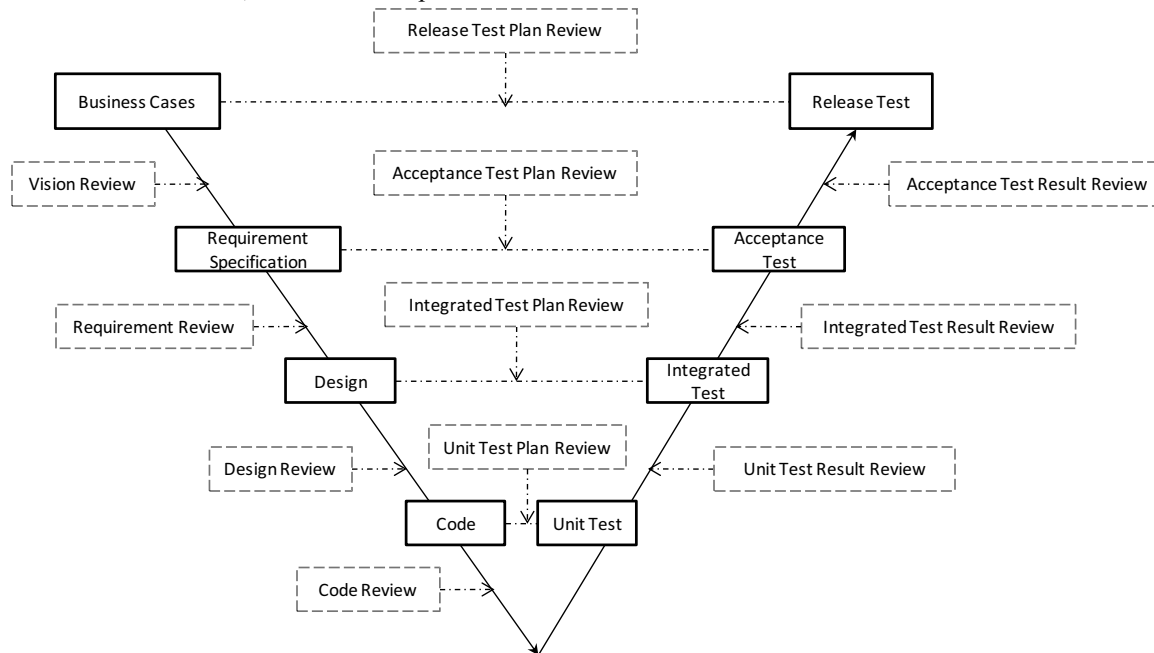 Release Test Plan Review
Business Cases
Release Test
Vision Review
Acceptance Test Plan Review
Acceptance Test Result Review
Requirement
Specification
Acceptance
Test
Integrated Test Plan Review
Requirement Review
Integrated Test Result Review
Design
Integrated
Test
Unit Test Plan Review
Design Review
Unit Test Result Review
Code
Unit Test
Code Review